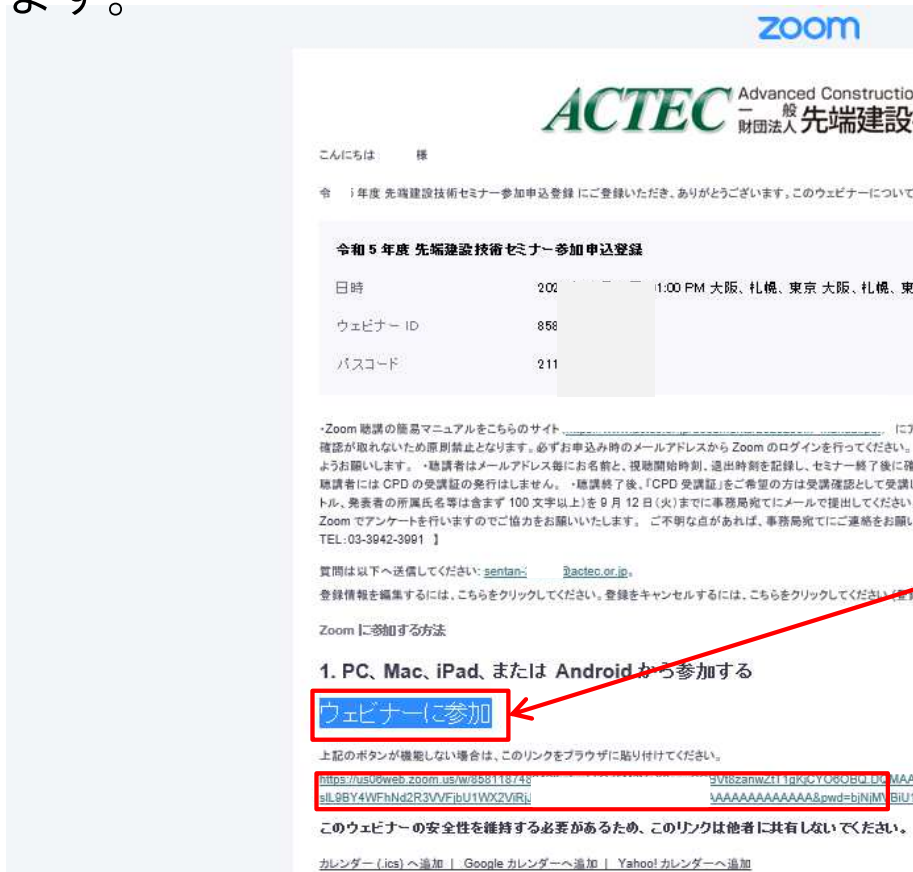 ます。
zoom
ACTEC Advanced Constructio
一般財団法人 先端建設
こんにちは 様
令 年度 先端建設技術セミナー参加申込登録 にご登録いただき、ありがとうございます。このウェビナーについて
令和 5 年度 先端建設技術セミナー参加申込登録
日時 202 1:00 PM 大阪、札幌、東京 大阪、札幌、東
ウェビナー ID 858
パスコード 211
・Zoom 聴講の簡易マニュアルをこちらのサイト にア
確認が取れないため原則禁止となります。必ずお申込み時のメールアドレスから Zoom のログインを行ってください。
ようお願いします。 ・聴講者はメールアドレス毎にお名前と、視聴開始時刻、退出時刻を記録し、セミナー終了後に確
聴講者には CPD の受講証の発行はしません。 ・聴講終了後、「CPD 受講証」をご希望の方は受講確認として受講
トル、発表者の所属氏名等は含まず 100 文字以上)を 9 月 12 日(火)までに事務局宛てにメールで提出してください
Zoom でアンケートを行いますのでご協力をお願いいたします。 ご不明な点があれば、事務局宛てにご連絡をお願い
TEL:03-3942-3991 】
質問は以下へ送信してください: sentan- @actec.or.jp。
登録情報を編集するには、こちらをクリックしてください。登録をキャンセルするには、こちらをクリックしてください
Zoom に参加する方法
1. PC、Mac、iPad、または Android から参加する
ウェビナーに参加
上記のボタンが機能しない場合は、このリンクをブラウザに貼り付けてください。
https://us06web.zoom.us/w/858118748
AAAAAAAAAAAA&pwd=
このウェビナーの安全性を維持する必要があるため、このリンクは他者に共有しないでください。
カレンダー (.ics) へ追加 | Google カレンダーへ追加 | Yahoo! カレンダーへ追加